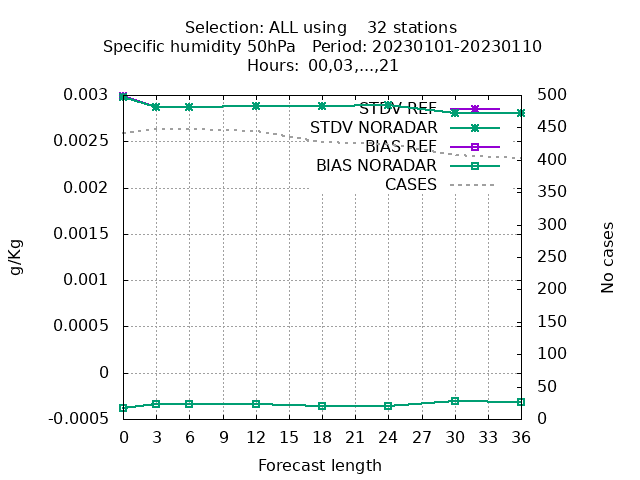 Selection: ALL using    32 stations
Specific humidity 50hPa   Period: 20230101-20230110
Hours:  00,03,...,21
0.003
0.0025
0.002
0.0015
0.001
0.0005
0
-0.0005
g/Kg
STDV REF
STDV NORADAR
BIAS REF
BIAS NORADAR
CASES
500
450
400
350
300
250
200
150
100
50
0
No cases
0 3 6 9 12 15 18 21 24 27 30 33 36
Forecast length